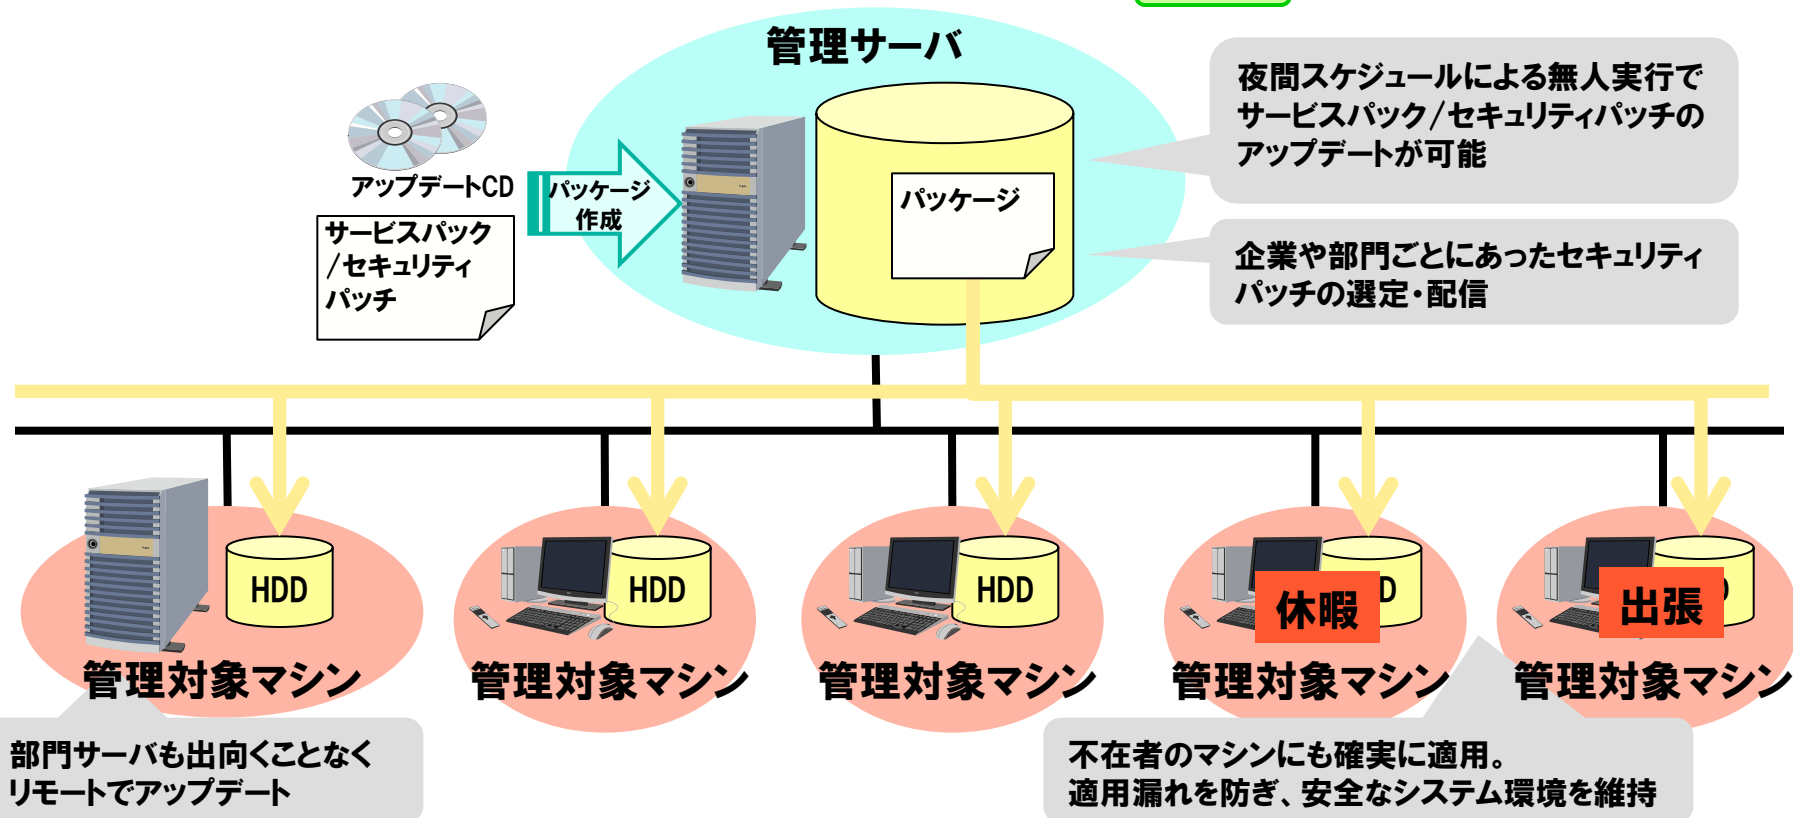 管理サーバ
夜間スケジュールによる無人実行で
サービスパック/セキュリティパッチの
アップデートが可能
アップデートCD
パッケージ
作成
パッケージ
サービスパック
/セキュリティ
パッチ
企業や部門ごとにあったセキュリティ
パッチの選定・配信
HDD
HDD
HDD
D
休暇
出張
管理対象マシン
管理対象マシン
管理対象マシン
管理対象マシン
管理対象マシン
部門サーバも出向くことなく
リモートでアップデート
不在者のマシンにも確実に適用。
適用漏れを防ぎ、安全なシステム環境を維持